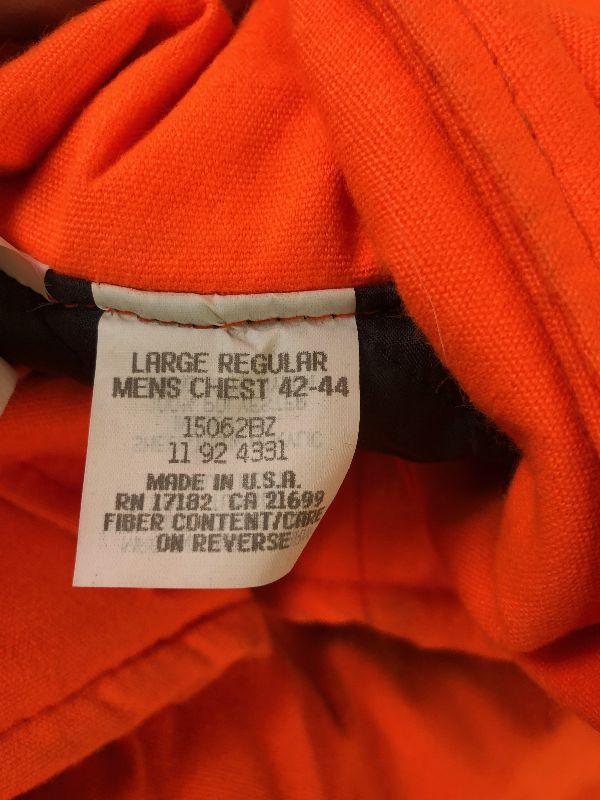 LARGE REGULAR
MENS CHEST 42-44
15062BZ
11 92 4331
MADE IN U.S.A.
RN 17182 CA 21699
FIBER CONTENT/CARE
ON REVERSE